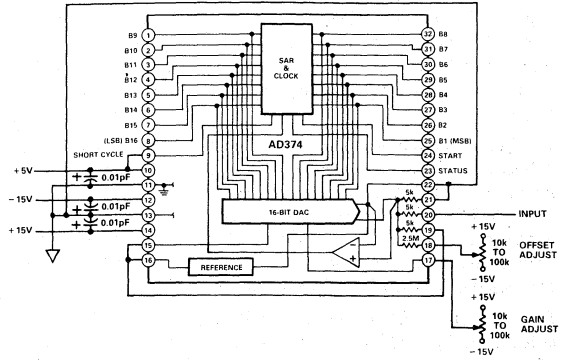 B9 1
B10 2
B11 3
B12 4
B13 5
B14 6
B15 7
(LSB) B16 8
SHORT CYCLE 9
+5V 10
+ 0.01pF 11
-15V 12
+ 0.01pF 13
+15V 14
15
16
SAR
&
CLOCK
AD374
16-BIT DAC
REFERENCE
-
+
5k
5k
5k
2.5M
32 B8
31 B7
30 B6
29 B5
28 B4
27 B3
26 B2
25 B1 (MSB)
24 START
23 STATUS
22
21
20 INPUT
19
18
17
+15V
10k
TO
100k
-15V
OFFSET
ADJUST
+15V
10k
TO
100k
-15V
GAIN
ADJUST